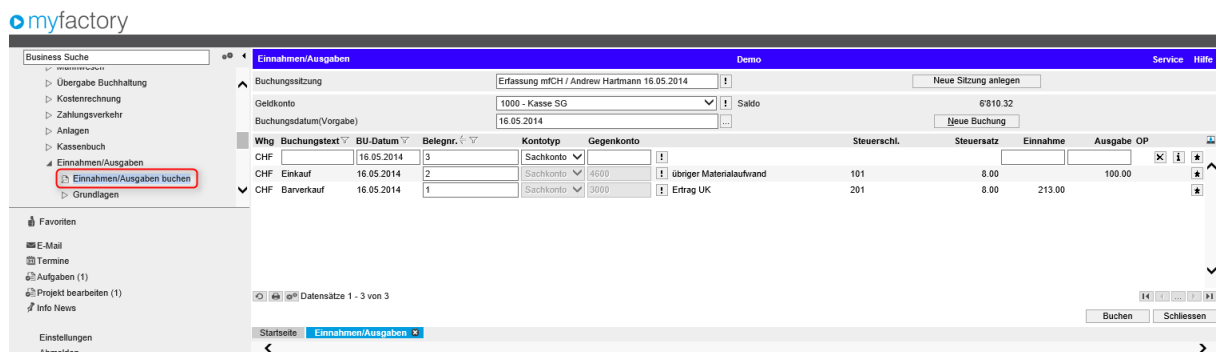 myfactory
Business Suche
Einnahmen/Ausgaben Demo Service Hilfe
Mahnwesen
Übergabe Buchhaltung
Kostenrechnung
Zahlungsverkehr
Anlagen
Kassenbuch
Einnahmen/Ausgaben
Einnahmen/Ausgaben buchen
Grundlagen
Favoriten
E-Mail
Termine
Aufgaben (1)
Projekt bearbeiten (1)
Info News
Einstellungen
Abmelden
Buchungssitzung Erfassung mfCH / Andrew Hartmann 16.05.2014 ! Neue Sitzung anlegen
Geldkonto 1000 - Kasse SG ! Saldo 6'810.32
Buchungsdatum(Vorgabe) 16.05.2014 ... Neue Buchung
Whg Buchungstext BU-Datum Belegnr. Kontotyp Gegenkonto Steuerschl. Steuersatz Einnahme Ausgabe OP
CHF 16.05.2014 3 Sachkonto !
CHF Einkauf 16.05.2014 2 Sachkonto 4600 ! übriger Materialaufwand 101 8.00 100.00
CHF Barverkauf 16.05.2014 1 Sachkonto 3000 ! Ertrag UK 201 8.00 213.00
Datensätze 1 - 3 von 3
Buchen Schliessen
Startseite Einnahmen/Ausgaben